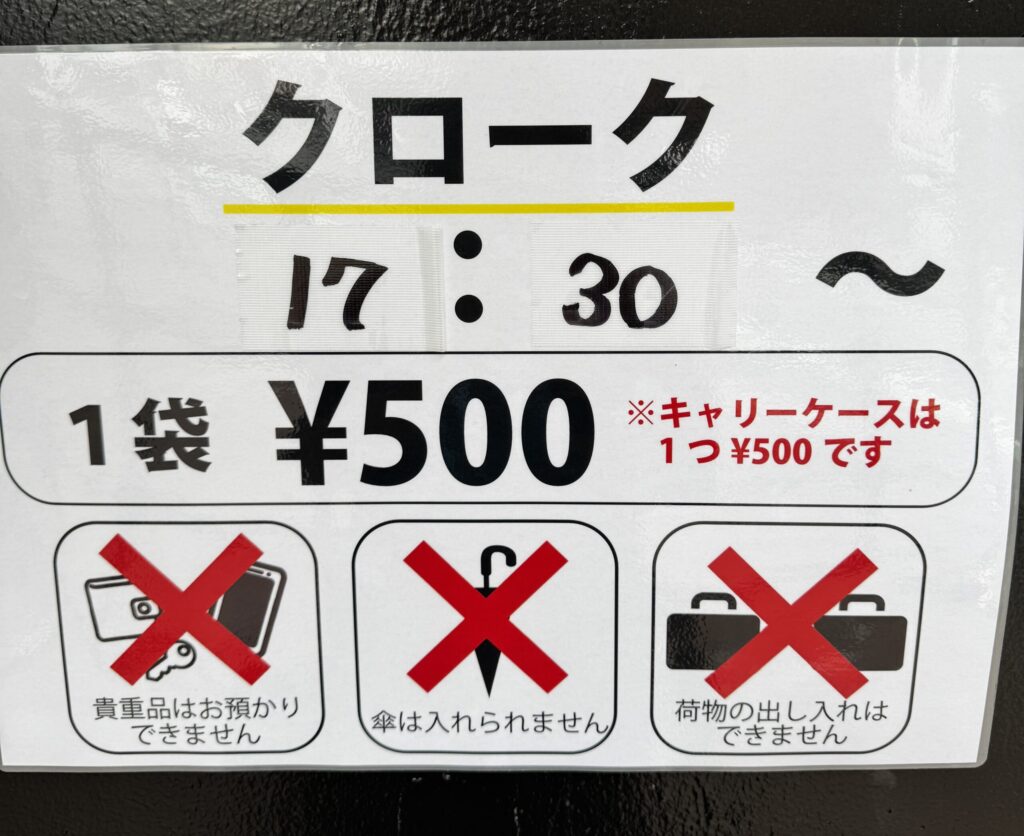 クローク
17:30 ～
1袋 ¥500
※キャリーケースは
1つ ¥500 です
貴重品はお預かり
できません
傘は入れられません
荷物の出し入れは
できません